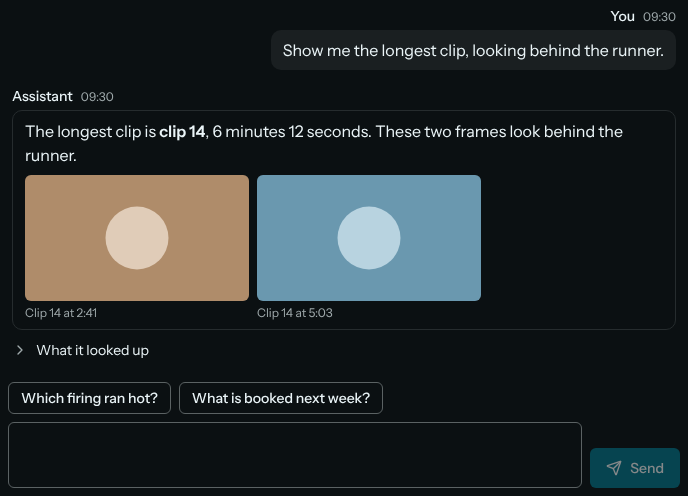 You 09:30
Show me the longest clip, looking behind the runner.
Assistant 09:30
The longest clip is clip 14, 6 minutes 12 seconds. These two frames look behind the
runner.
Clip 14 at 2:41
Clip 14 at 5:03
What it looked up
Which firing ran hot?
What is booked next week?
Send